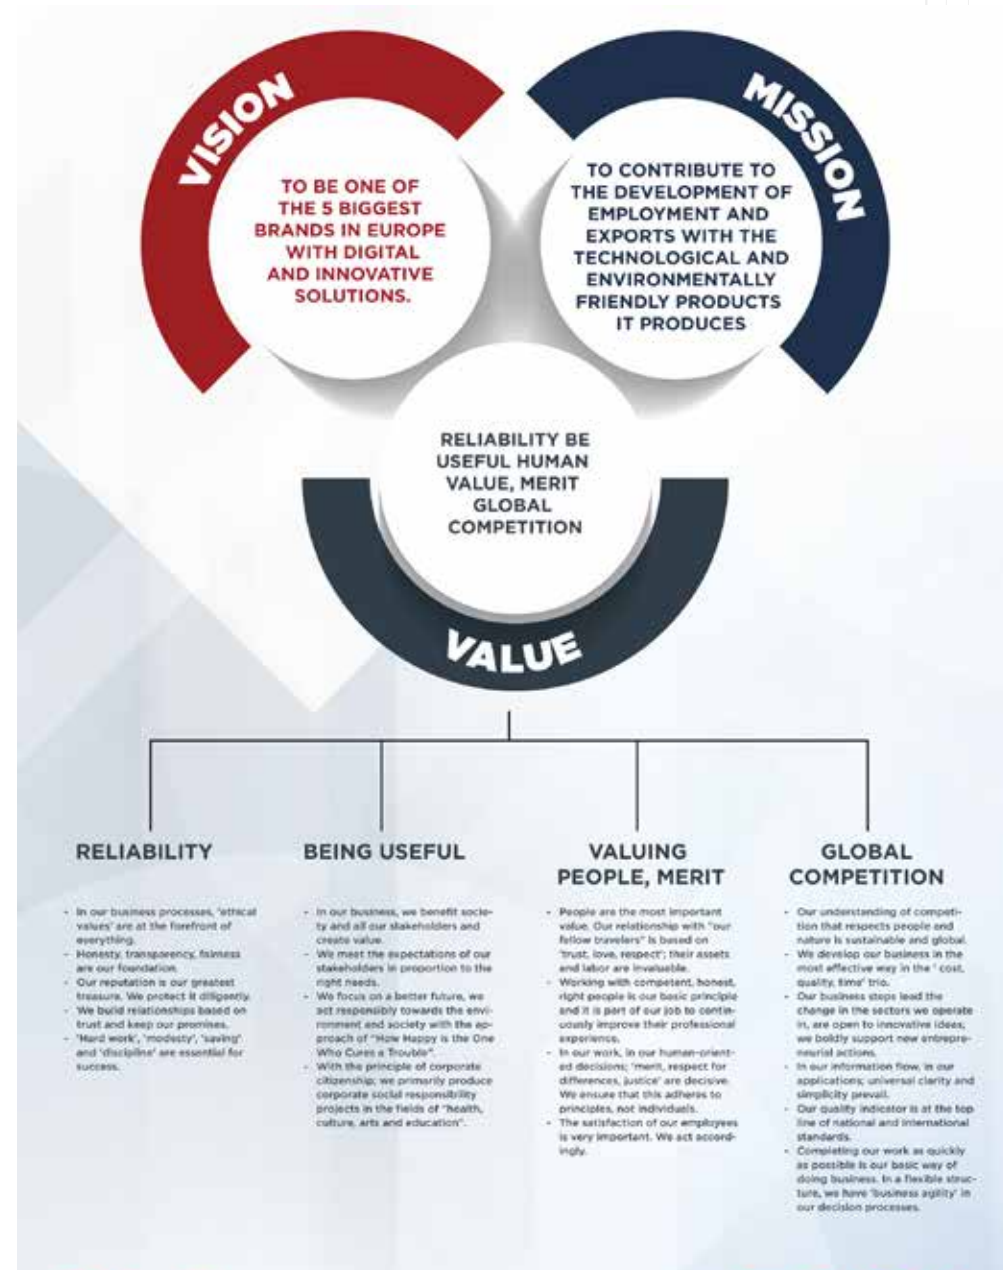 VISION
TO BE ONE OF
THE 5 BIGGEST
BRANDS IN EUROPE
WITH DIGITAL
AND INNOVATIVE
SOLUTIONS.
MISSION
TO CONTRIBUTE TO
THE DEVELOPMENT OF
EMPLOYMENT AND
EXPORTS WITH THE
TECHNOLOGICAL AND
ENVIRONMENTALLY
FRIENDLY PRODUCTS
IT PRODUCES
RELIABILITY BE
USEFUL HUMAN
VALUE, MERIT
GLOBAL
COMPETITION
VALUE
RELIABILITY
- In our business processes, 'ethical
values' are at the forefront of
everything.
- Honesty, transparency, fairness
are our foundation.
- Our reputation is our greatest
treasure. We protect it diligently.
- We build relationships based on
trust and keep our promises.
- 'Hard work', 'modesty', 'saving'
and 'discipline' are essential for
success.
BEING USEFUL
- In our business, we benefit socie-
ty and all our stakeholders and
create value.
- We meet the expectations of our
stakeholders in proportion to the
right needs.
- We focus on a better future, we
act responsibly towards the envi-
ronment and society with the ap-
proach of "How Happy is the One
Who Cures a Trouble".
- With the principle of corporate
citizenship; we primarily produce
corporate social responsibility
projects in the fields of "health,
culture, arts and education".
VALUING
PEOPLE, MERIT
- People are the most important
value. Our relationship with "our
fellow travelers" is based on
'trust, love, respect'; their assets
and labor are invaluable.
- Working with competent, honest,
right people is our basic principle
and it is part of our job to contin-
uously improve their professional
experience.
- In our work, in our human-orient-
ed decisions; 'merit, respect for
differences, justice' are decisive.
We ensure that this adheres to
principles, not individuals.
- The satisfaction of our employees
is very important. We act accord-
ingly.
GLOBAL
COMPETITION
- Our understanding of competi-
tion that respects people and
nature is sustainable and global.
- We develop our business in the
most effective way in the ' cost,
quality, time' trio.
- Our business steps lead the
change in the sectors we operate
in, are open to innovative ideas,
we boldly support new entrepre-
neurial actions.
- In our information flow, in our
applications; universal clarity and
simplicity prevail.
- Our quality indicator is at the top
line of national and international
standards.
- Completing our work as quickly
as possible is our basic way of
doing business. In a flexible struc-
ture, we have 'business agility' in
our decision processes.